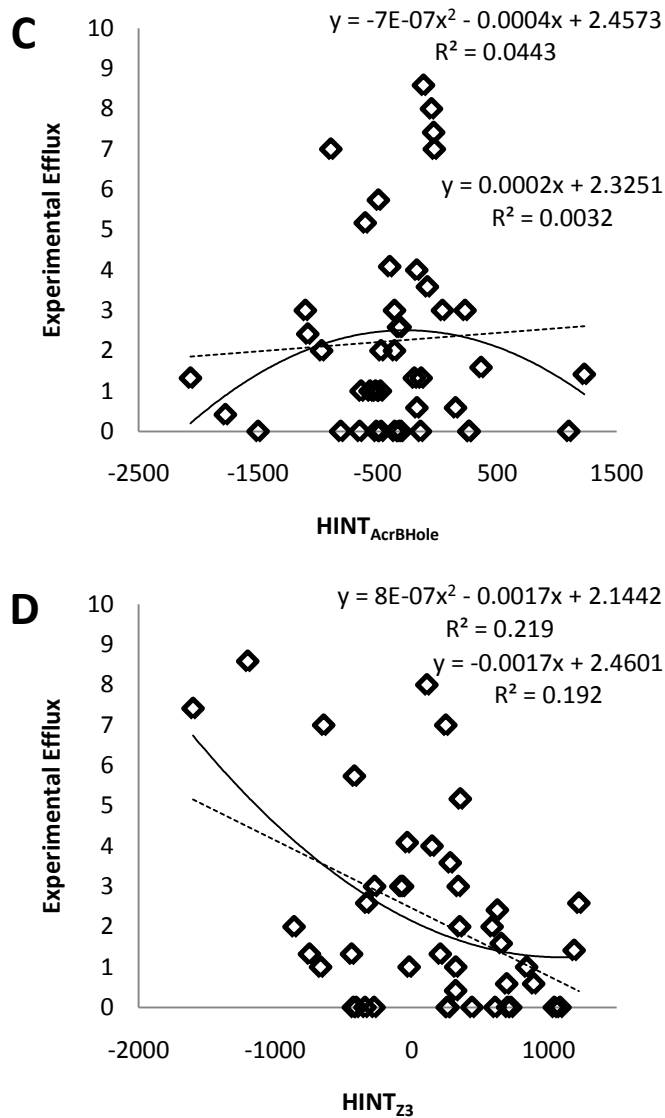 C
y = -7E-07x² - 0.0004x + 2.4573
R² = 0.0443
y = 0.0002x + 2.3251
R² = 0.0032
10
9
8
7
6
5
4
3
2
1
0
Experimental Efflux
-2500 -1500 -500 500 1500
HINT_AcrBHole
D
y = 8E-07x² - 0.0017x + 2.1442
R² = 0.219
y = -0.0017x + 2.4601
R² = 0.192
10
9
8
7
6
5
4
3
2
1
0
Experimental Efflux
-2000 -1000 0 1000
HINT_Z3